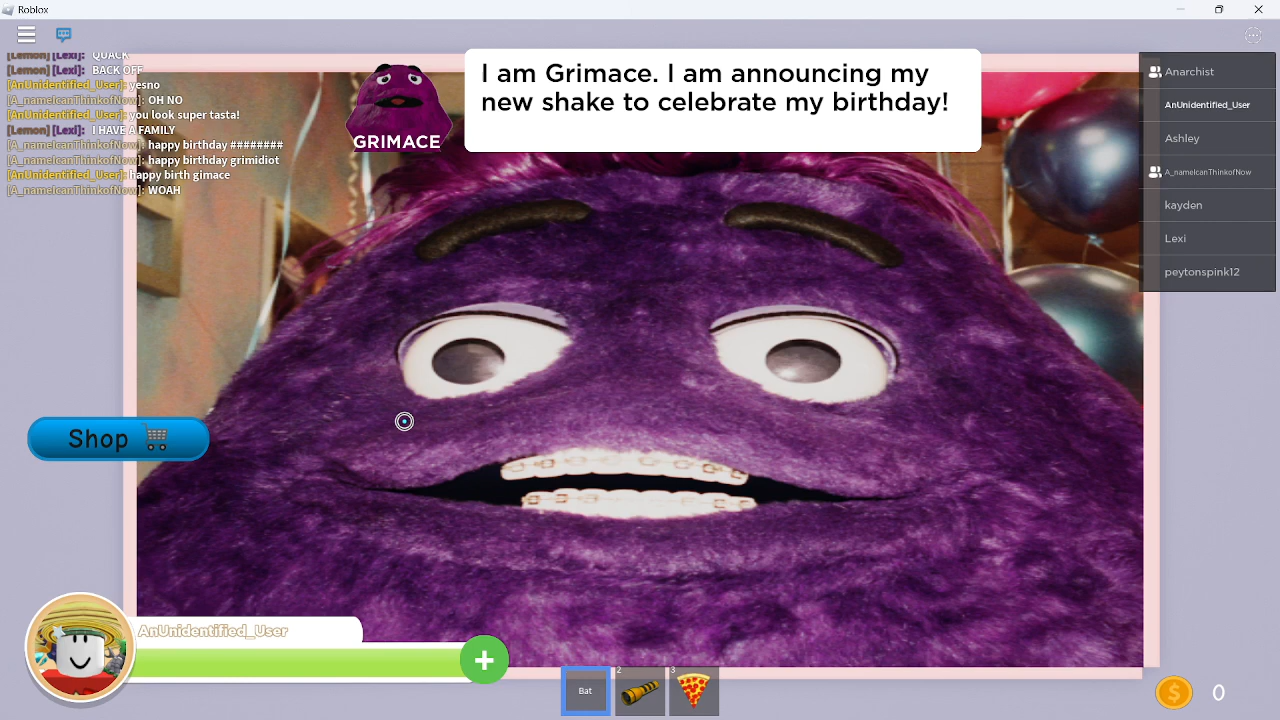 Roblox
[Lemon] [Lexi]: QUACK
[Lemon] [Lexi]: BACK OFF
[AnUnidentified_User]: yesno
[A_nameIcanThinkofNow]: OH NO
[AnUnidentified_User]: you look super tasta!
[Lemon] [Lexi]: I HAVE A FAMILY
[A_nameIcanThinkofNow]: happy birthday ########
[A_nameIcanThinkofNow]: happy birthday grimidiot
[AnUnidentified_User]: happy birth gimace
[A_nameIcanThinkofNow]: WOAH
GRIMACE
I am Grimace. I am announcing my
new shake to celebrate my birthday!
Anarchist
AnUnidentified_User
Ashley
A_nameIcanThinkofNow
kayden
Lexi
peytonspink12
Shop
AnUnidentified_User
+
Bat
2
3
$ 0